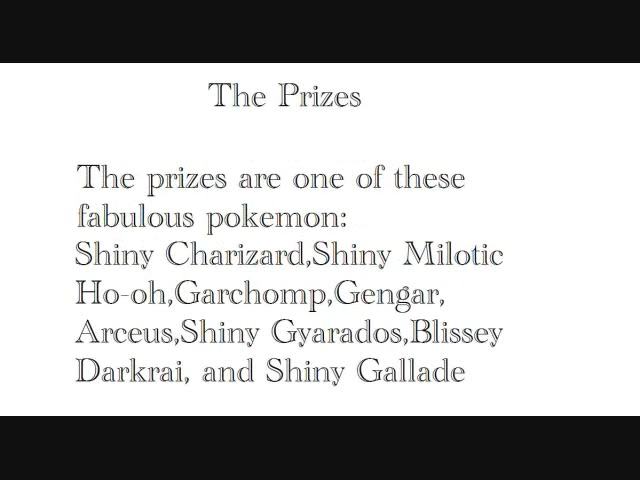 The Prizes
The prizes are one of these
fabulous pokemon:
Shiny Charizard,Shiny Milotic
Ho-oh,Garchomp,Gengar,
Arceus,Shiny Gyarados,Blissey
Darkrai, and Shiny Gallade